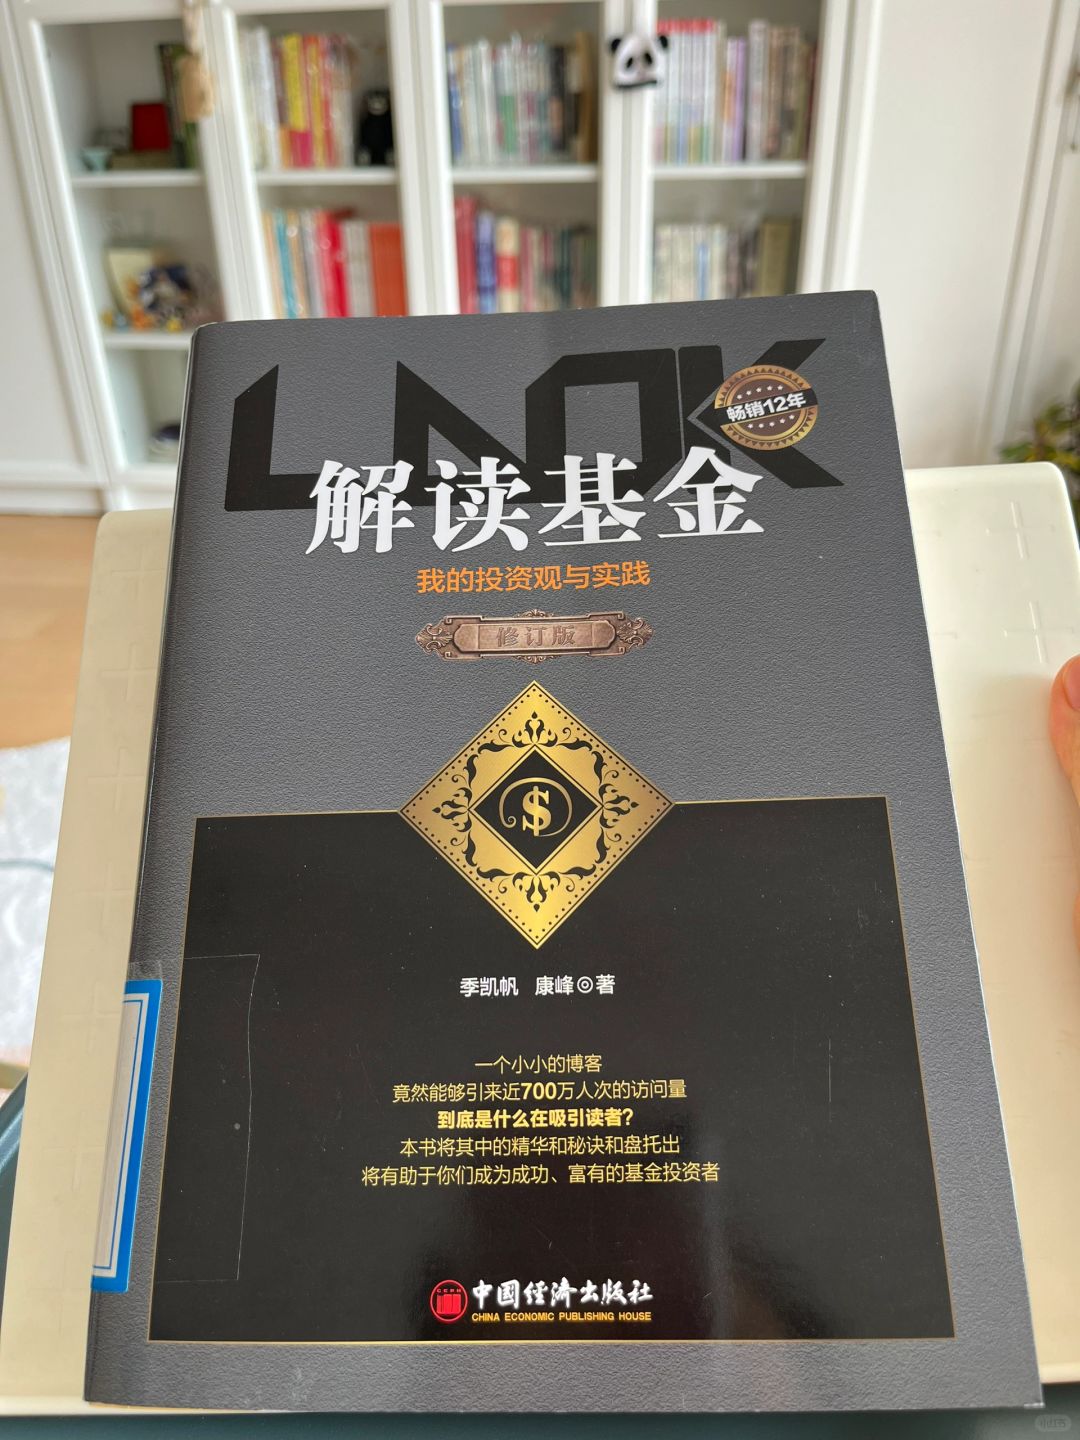 LNOK
畅销12年
解读基金
我的投资观与实践
修订版
$
季凯帆 康峰◎著
一个小小的博客
竟然能够引来近700万人次的访问量
到底是什么在吸引读者？
本书将其中的精华和秘诀和盘托出
将有助于你们成为成功、富有的基金投资者
CEPH
中国经济出版社
CHINA ECONOMIC PUBLISHING HOUSE
小红书